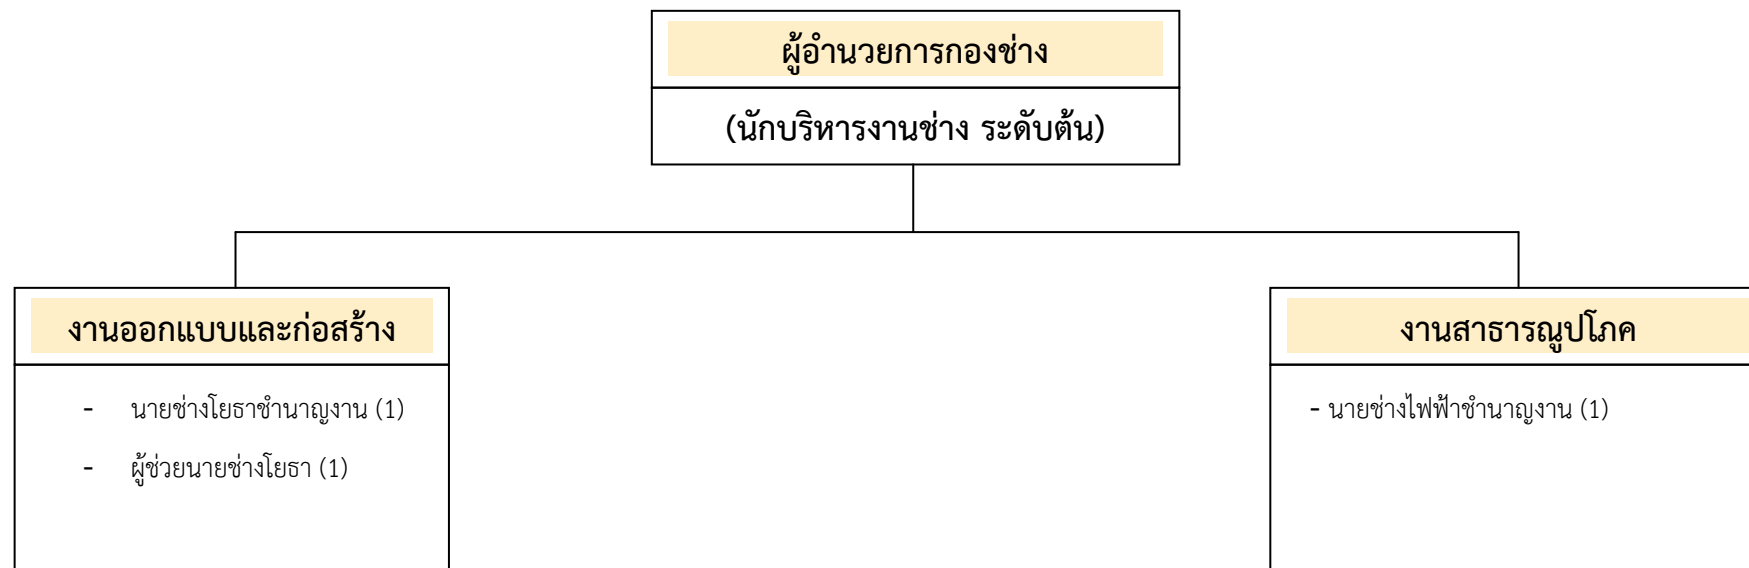 ผู้อำนวยการกองช่าง
(นักบริหารงานช่าง ระดับต้น)
งานออกแบบและก่อสร้าง
- นายช่างโยธาชำนาญงาน (1)
- ผู้ช่วยนายช่างโยธา (1)
งานสาธารณูปโภค
- นายช่างไฟฟ้าชำนาญงาน (1)